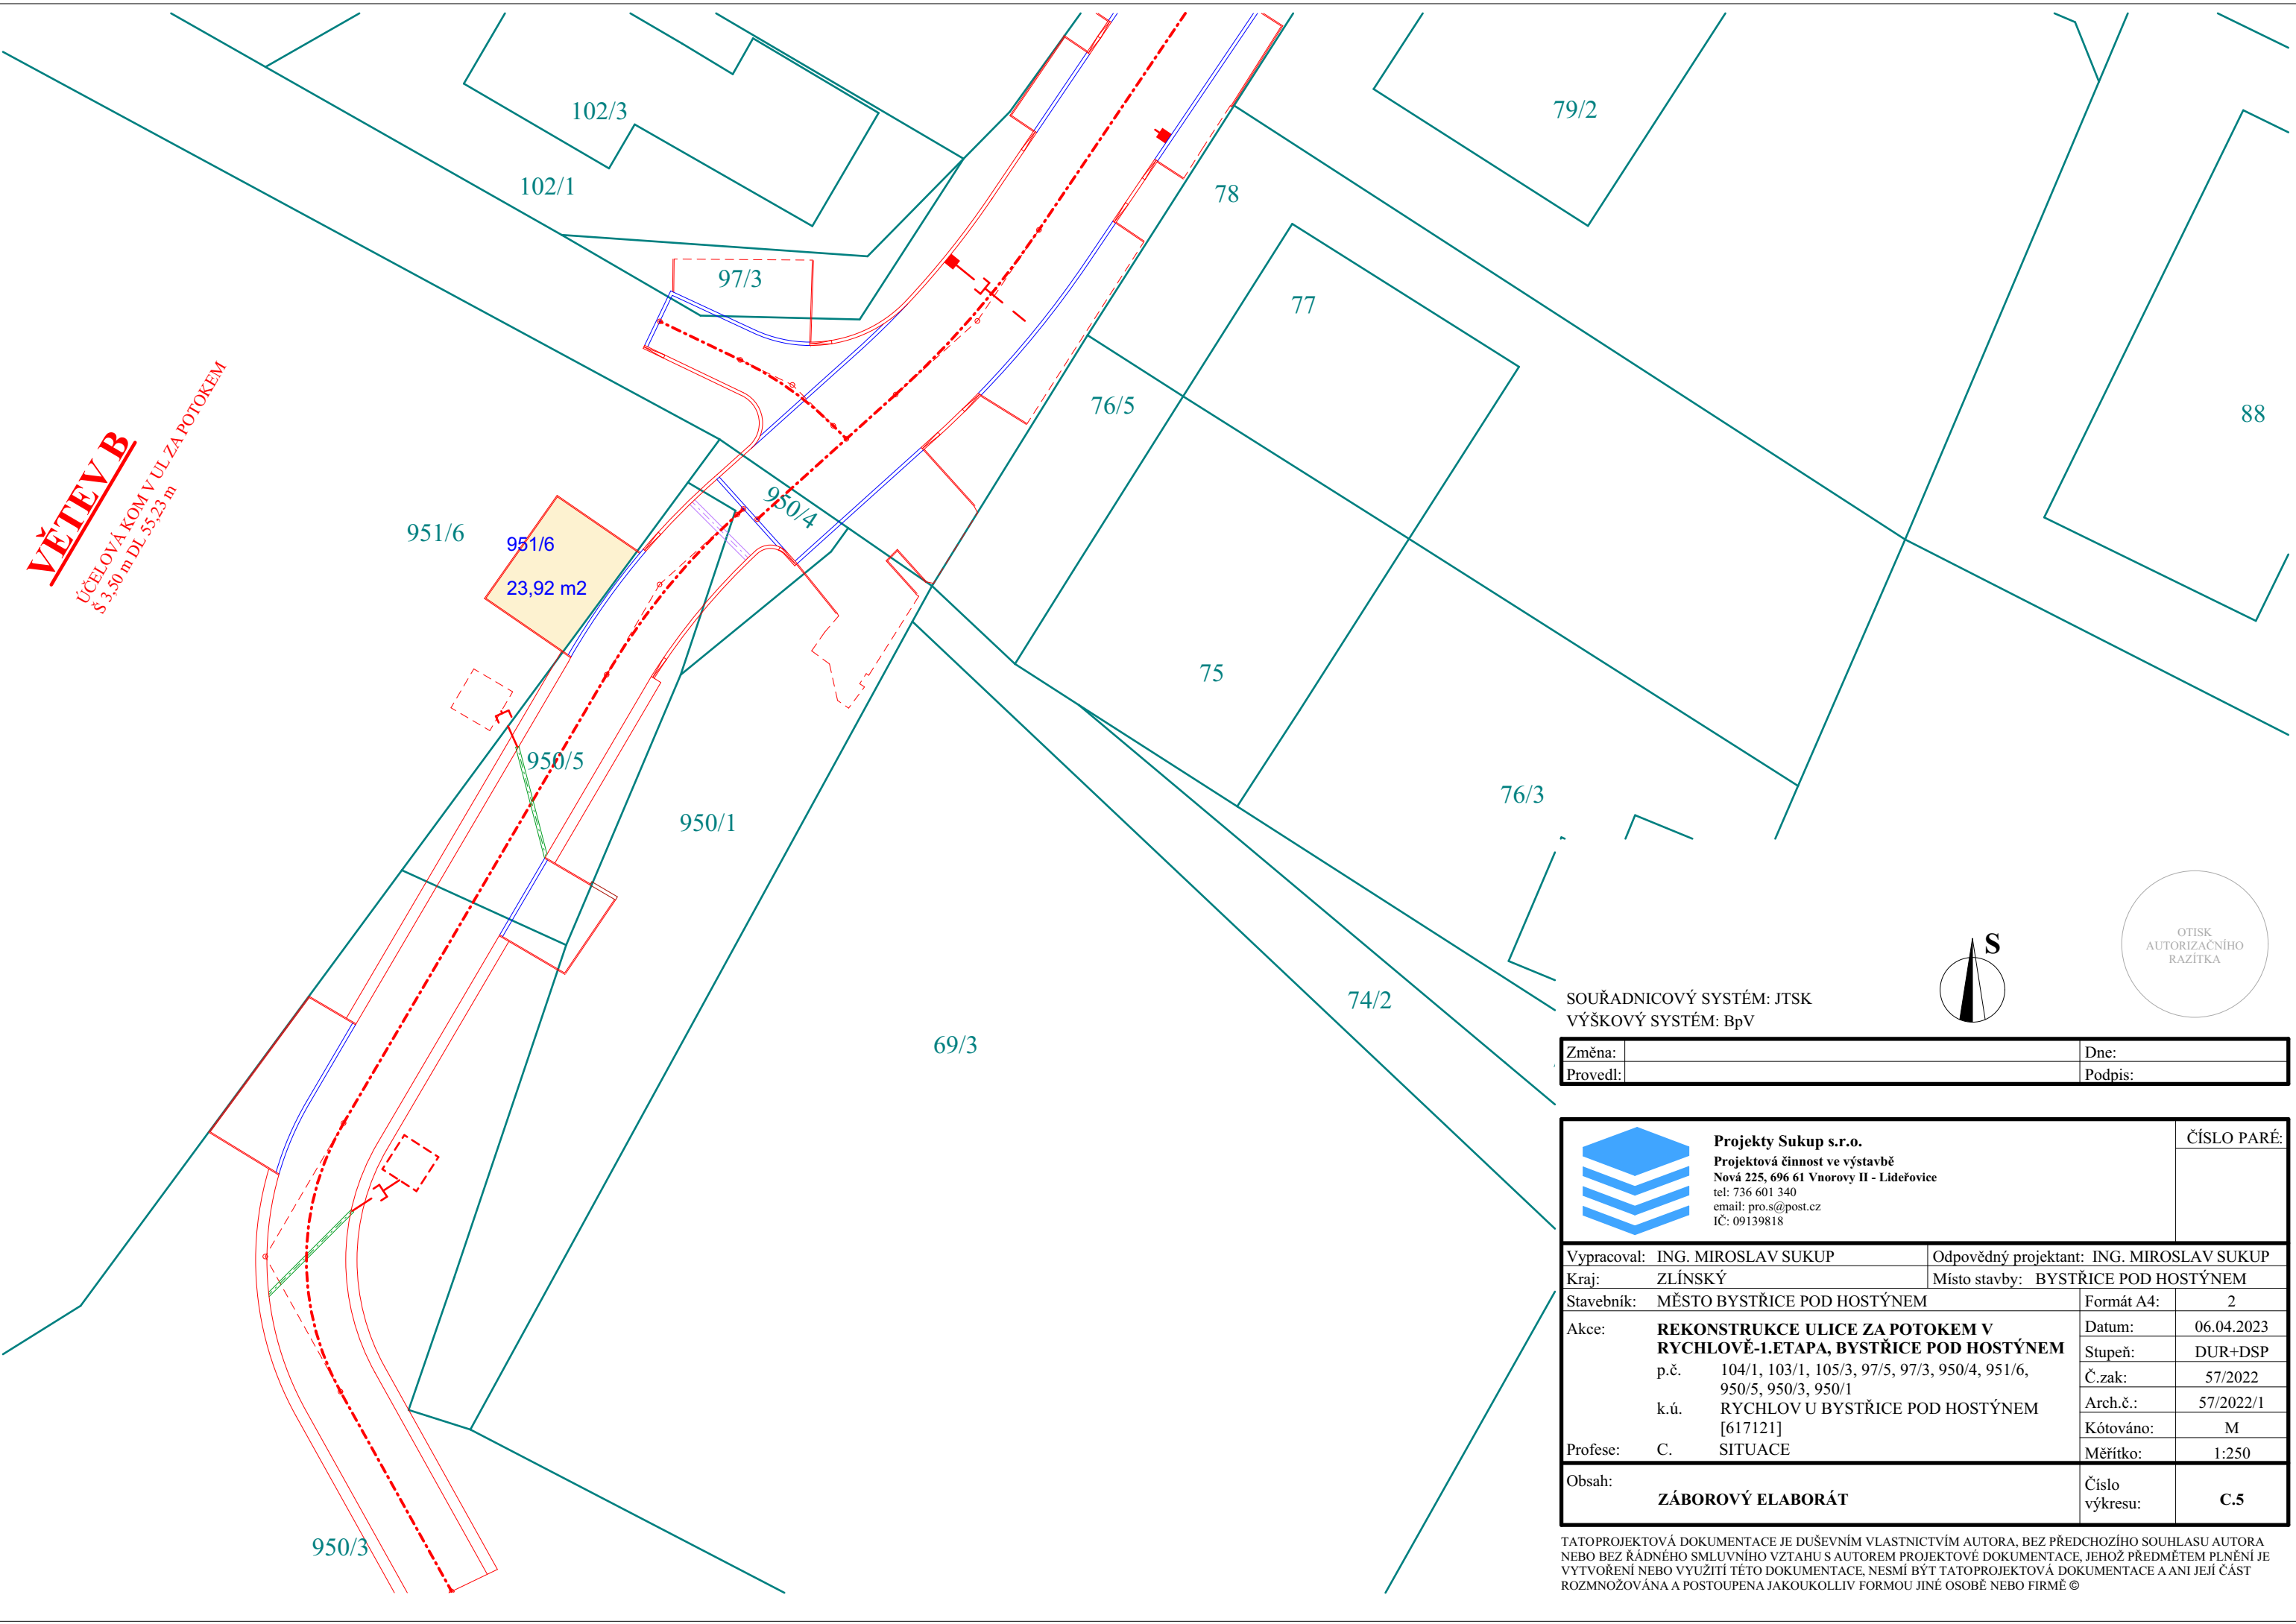 102/3
79/2
102/1
78
97/3
77
76/5
88
VĚTEV B
ÚČELOVÁ KOM V UL ZA POTOKEM
Š 3,50 m DL 55,23 m
950/4
951/6
951/6
23,92 m2
75
950/5
76/3
950/1
74/2
69/3
950/3
S
OTISK
AUTORIZAČNÍHO
RAZÍTKA
SOUŘADNICOVÝ SYSTÉM: JTSK
VÝŠKOVÝ SYSTÉM: BpV
Změna: Dne:
Provedl: Podpis:
Projekty Sukup s.r.o.
Projektová činnost ve výstavbě
Nová 225, 696 61 Vnorovy II - Lideřovice
tel: 736 601 340
email: pro.s@post.cz
IČ: 09139818
ČÍSLO PARÉ:
Vypracoval: ING. MIROSLAV SUKUP Odpovědný projektant: ING. MIROSLAV SUKUP
Kraj: ZLÍNSKÝ Místo stavby: BYSTŘICE POD HOSTÝNEM
Stavebník: MĚSTO BYSTŘICE POD HOSTÝNEM Formát A4: 2
Akce: REKONSTRUKCE ULICE ZA POTOKEM V
RYCHLOVĚ-1.ETAPA, BYSTŘICE POD HOSTÝNEM
p.č. 104/1, 103/1, 105/3, 97/5, 97/3, 950/4, 951/6,
950/5, 950/3, 950/1
k.ú. RYCHLOV U BYSTŘICE POD HOSTÝNEM
[617121]
Profese: C. SITUACE
Datum: 06.04.2023
Stupeň: DUR+DSP
Č.zak: 57/2022
Arch.č.: 57/2022/1
Kótováno: M
Měřítko: 1:250
Obsah:
ZÁBOROVÝ ELABORÁT
Číslo
výkresu: C.5
TATOPROJEKTOVÁ DOKUMENTACE JE DUŠEVNÍM VLASTNICTVÍM AUTORA, BEZ PŘEDCHOZÍHO SOUHLASU AUTORA
NEBO BEZ ŘÁDNÉHO SMLUVNÍHO VZTAHU S AUTOREM PROJEKTOVÉ DOKUMENTACE, JEHOŽ PŘEDMĚTEM PLNĚNÍ JE
VYTVOŘENÍ NEBO VYUŽITÍ TÉTO DOKUMENTACE, NESMÍ BÝT TATOPROJEKTOVÁ DOKUMENTACE A ANI JEJÍ ČÁST
ROZMNOŽOVÁNA A POSTOUPENA JAKOUKOLLIV FORMOU JINÉ OSOBĚ NEBO FIRMĚ ©